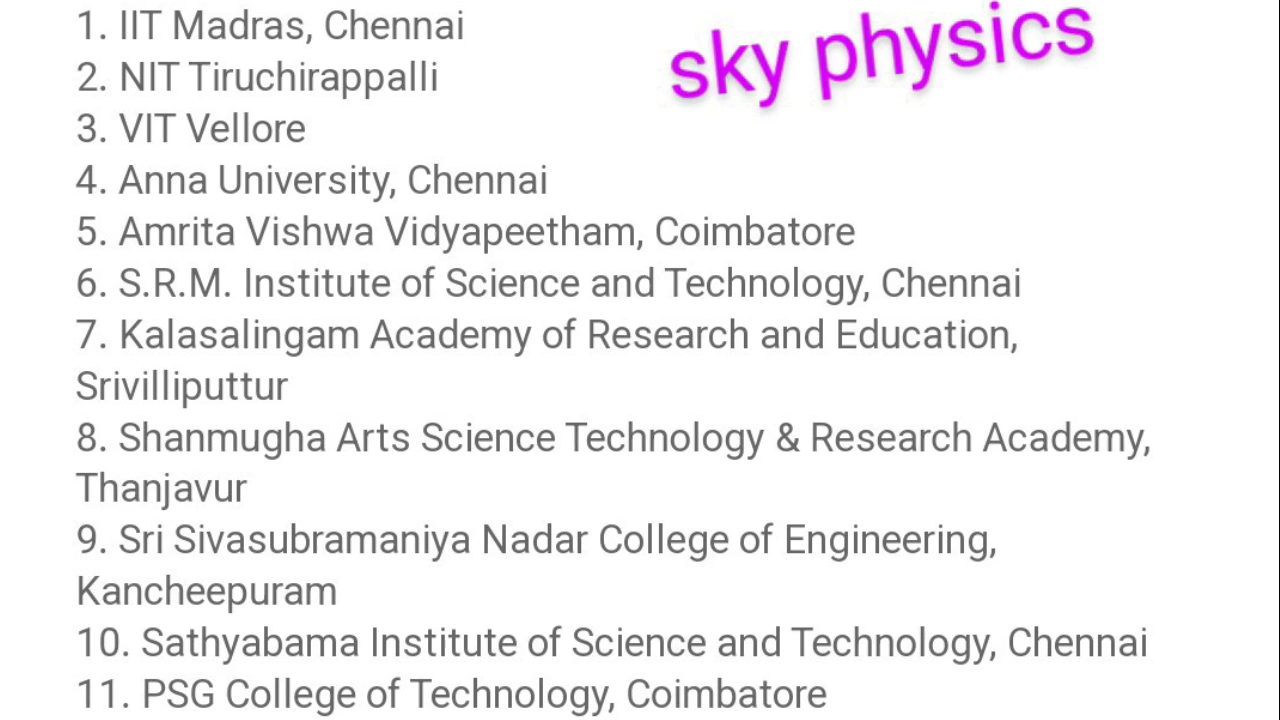 1. IIT Madras, Chennai
sky physics
2. NIT Tiruchirappalli
3. VIT Vellore
4. Anna University, Chennai
5. Amrita Vishwa Vidyapeetham, Coimbatore
6. S.R.M. Institute of Science and Technology, Chennai
7. Kalasalingam Academy of Research and Education,
Srivilliputtur
8. Shanmugha Arts Science Technology & Research Academy,
Thanjavur
9. Sri Sivasubramaniya Nadar College of Engineering,
Kancheepuram
10. Sathyabama Institute of Science and Technology, Chennai
11. PSG College of Technology, Coimbatore